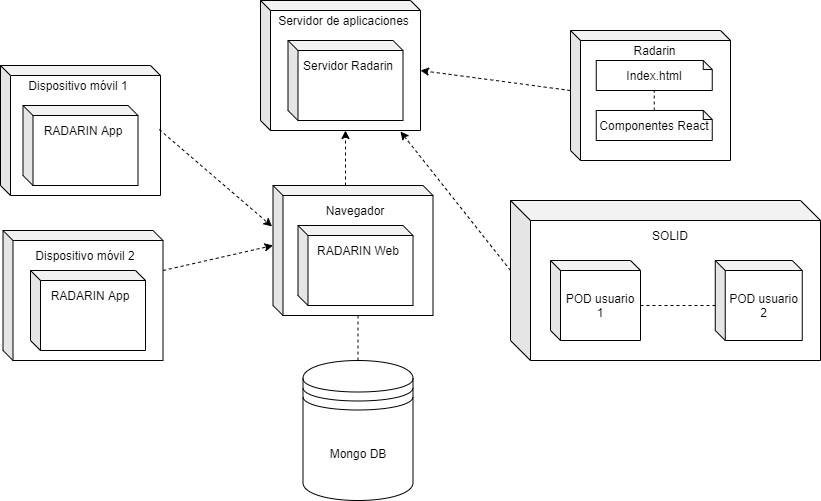 Servidor de aplicaciones
Servidor Radarin
Radarin
Index.html
Componentes React
Dispositivo móvil 1
RADARIN App
Navegador
RADARIN Web
SOLID
POD usuario
1
POD usuario
2
Dispositivo móvil 2
RADARIN App
Mongo DB